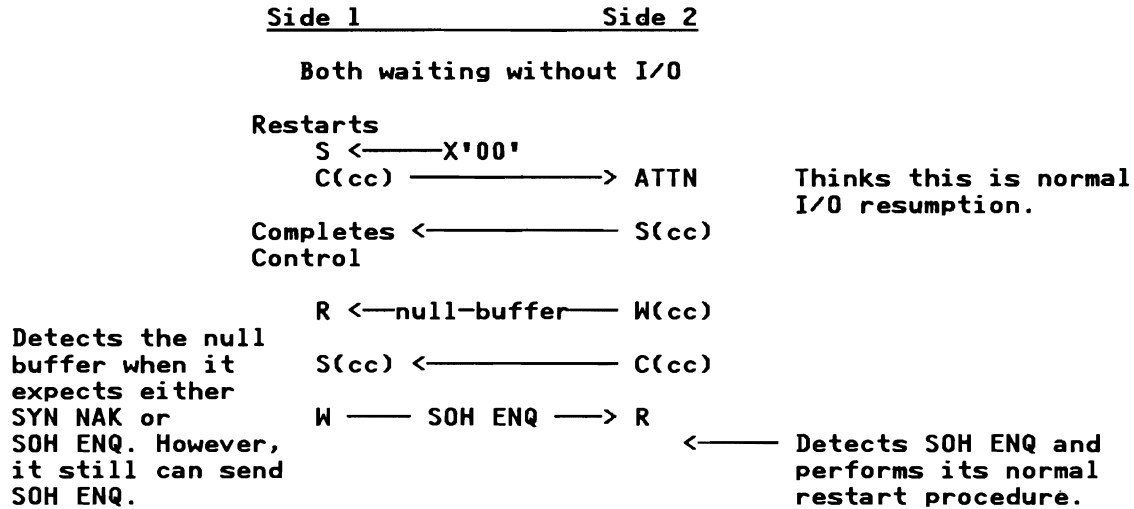 Side 1 Side 2
Both waiting without I/O
Restarts
S <———X'00'
C(cc) ————————> ATTN Thinks this is normal
I/O resumption.
Completes <———————— S(cc)
Control
R <—null-buffer—— W(cc)
Detects the null
buffer when it S(cc) <———————— C(cc)
expects either
SYN NAK or W —— SOH ENQ ——> R
SOH ENQ. However, <———— Detects SOH ENQ and
it still can send performs its normal
SOH ENQ. restart procedure.